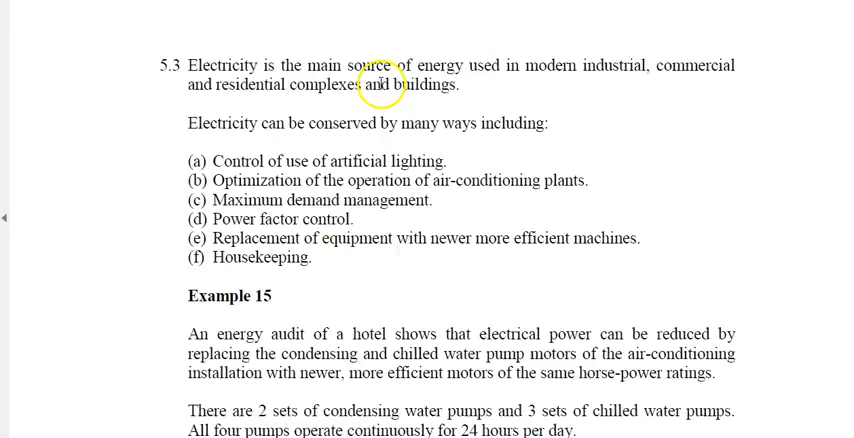 5.3 Electricity is the main source of energy used in modern industrial, commercial
and residential complexes and buildings.
Electricity can be conserved by many ways including:
(a) Control of use of artificial lighting.
(b) Optimization of the operation of air-conditioning plants.
(c) Maximum demand management.
(d) Power factor control.
(e) Replacement of equipment with newer more efficient machines.
(f) Housekeeping.
Example 15
An energy audit of a hotel shows that electrical power can be reduced by
replacing the condensing and chilled water pump motors of the air-conditioning
installation with newer, more efficient motors of the same horse-power ratings.
There are 2 sets of condensing water pumps and 3 sets of chilled water pumps.
All four pumps operate continuously for 24 hours per day.